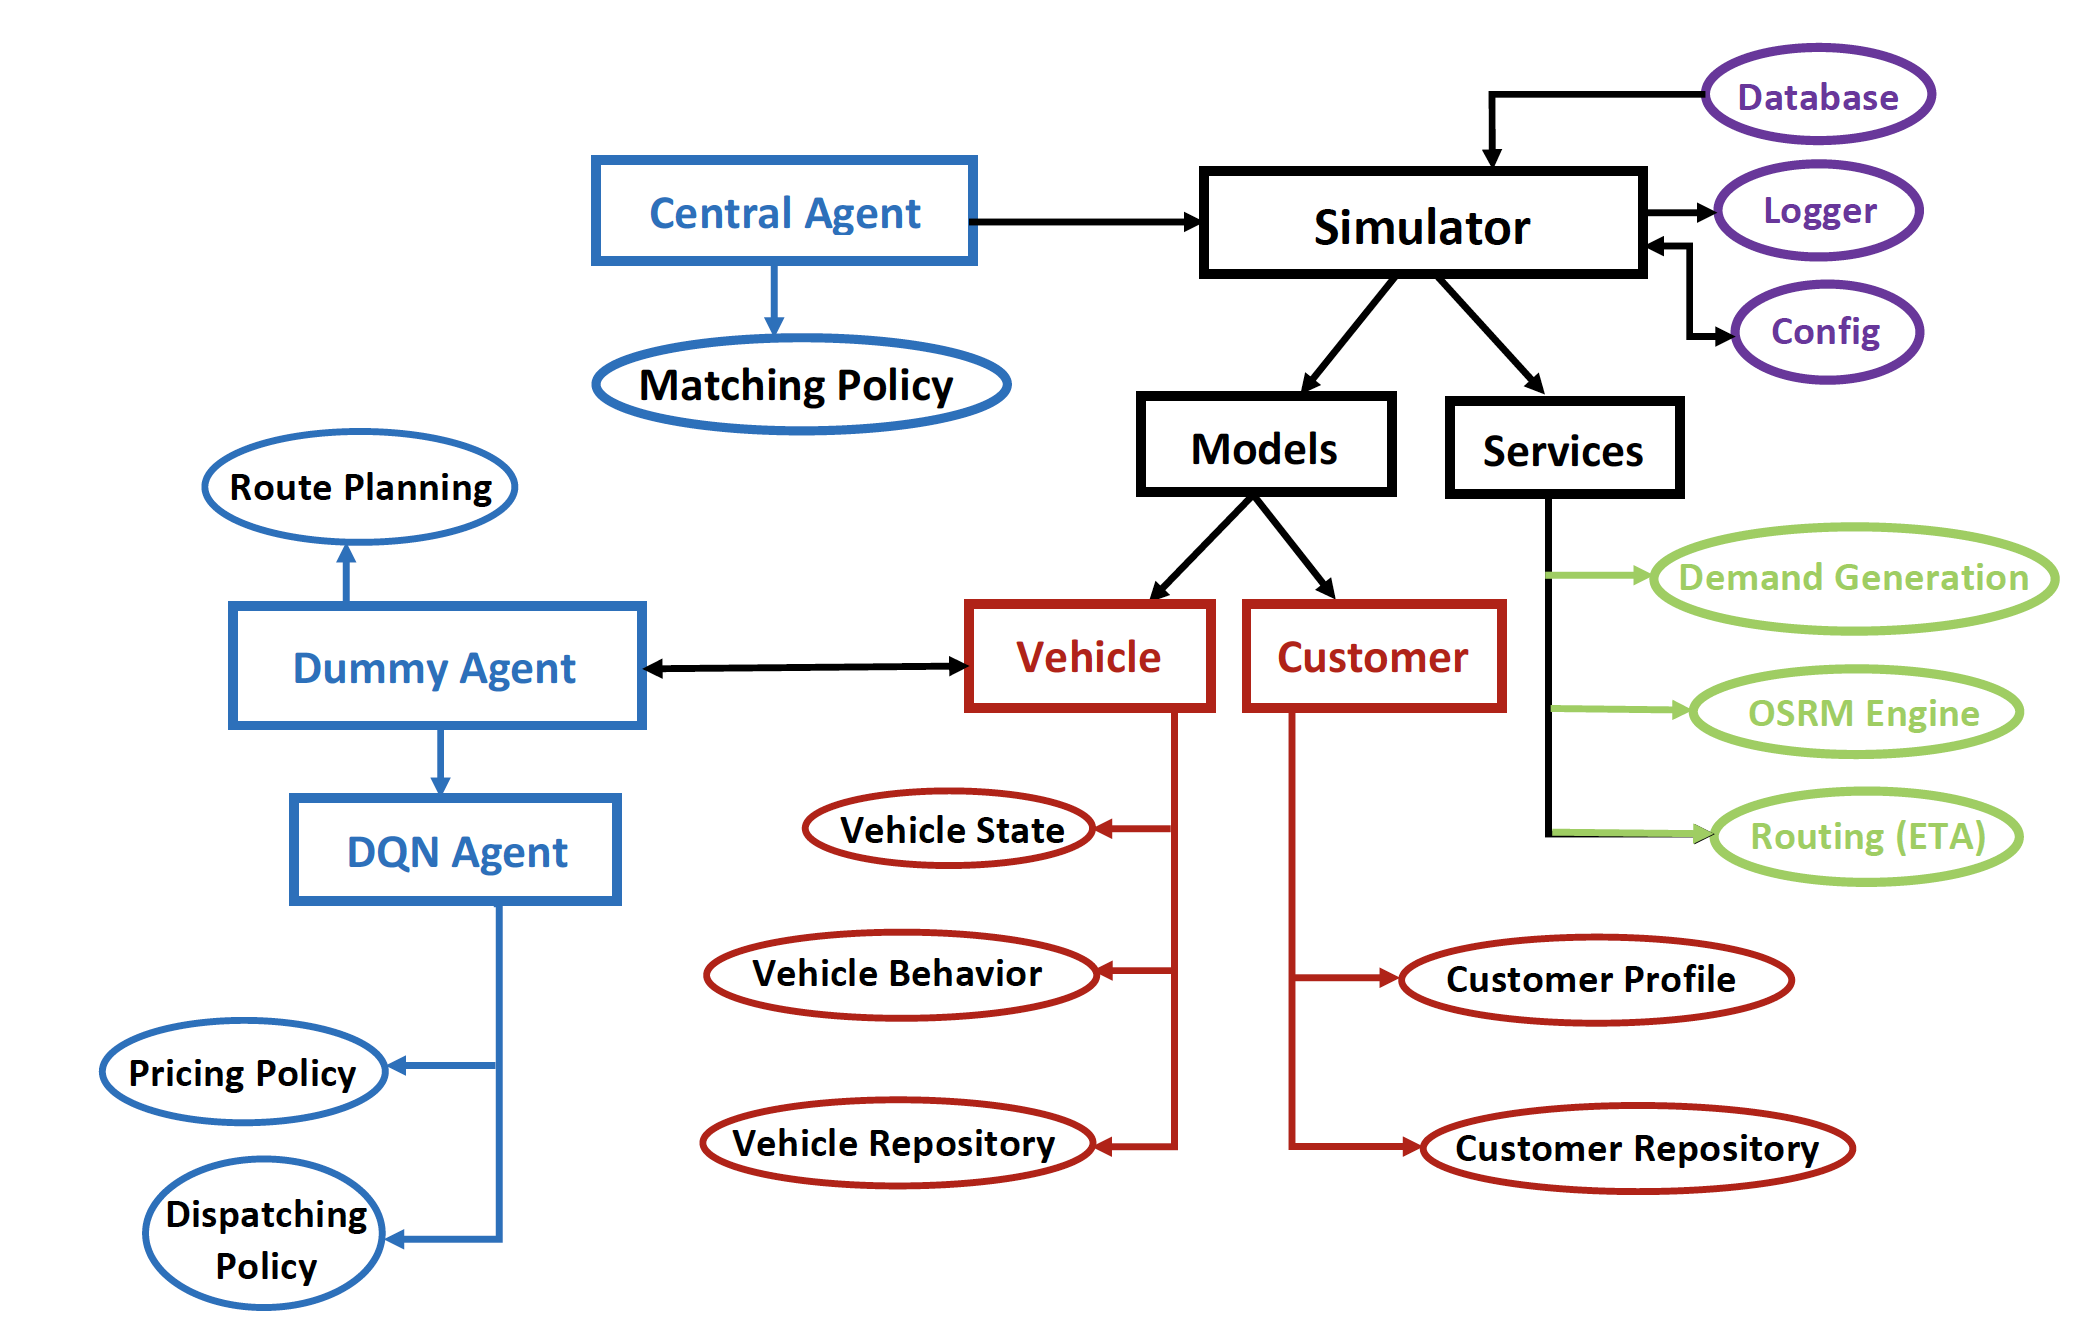 Database
Central Agent
Simulator
Logger
Config
Matching Policy
Models
Services
Route Planning
Demand Generation
Dummy Agent
Vehicle
Customer
OSRM Engine
DQN Agent
Vehicle State
Routing (ETA)
Vehicle Behavior
Customer Profile
Pricing Policy
Vehicle Repository
Customer Repository
Dispatching
Policy